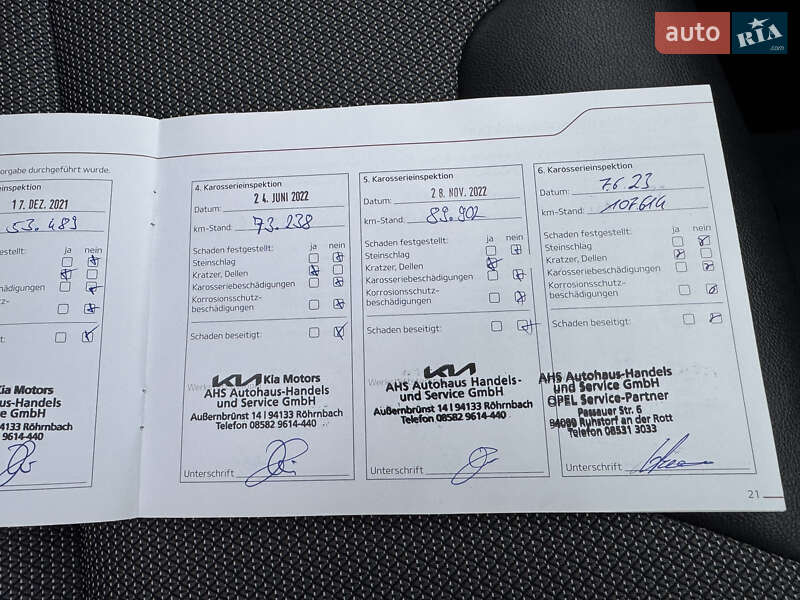 auto RIA.com
orgabe durchgeführt wurde.
nspektion
17. DEZ. 2021
53.489
estgestellt: ja nein
digungen
z-
gt:
Kia Motors
s-Handels
ce GmbH
94133 Röhrnbach
9614-440
4. Karosserieinspektion
Datum: 24. JUNI 2022
km-Stand: 73.238
Schaden festgestellt: ja nein
Steinschlag
Kratzer, Dellen
Karosseriebeschädigungen
Korrosionsschutz-
beschädigungen
Schaden beseitigt:
KIA Kia Motors
AHS Autohaus-Handels
und Service GmbH
Außernbrünst 14 | 94133 Röhrnbach
Telefon 08582 9614-440
Unterschrift
5. Karosserieinspektion
Datum: 28. NOV. 2022
km-Stand: 89.902
Schaden festgestellt: ja nein
Steinschlag
Kratzer, Dellen
Karosseriebeschädigungen
Korrosionsschutz-
beschädigungen
Schaden beseitigt:
KIA
AHS Autohaus Handels-
und Service GmbH
Außernbrünst 14 | 94133 Röhrnbach
Telefon 08582 9614-440
Unterschrift
6. Karosserieinspektion
Datum: 7.6.23
km-Stand: 107614
Schaden festgestellt: ja nein
Steinschlag
Kratzer, Dellen
Karosseriebeschädigungen
Korrosionsschutz-
beschädigungen
Schaden beseitigt:
AHS Autohaus-Handels
und Service GmbH
OPEL Service-Partner
Passauer Str. 6
94099 Ruhstorf an der Rott
Telefon 08531 3033
Unterschrift
21